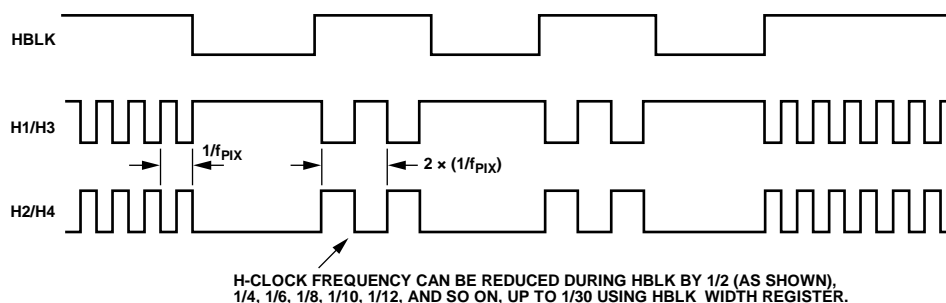 HBLK
H1/H3
1/fPIX
2 × (1/fPIX)
H2/H4
H-CLOCK FREQUENCY CAN BE REDUCED DURING HBLK BY 1/2 (AS SHOWN),
1/4, 1/6, 1/8, 1/10, 1/12, AND SO ON, UP TO 1/30 USING HBLK_WIDTH REGISTER.